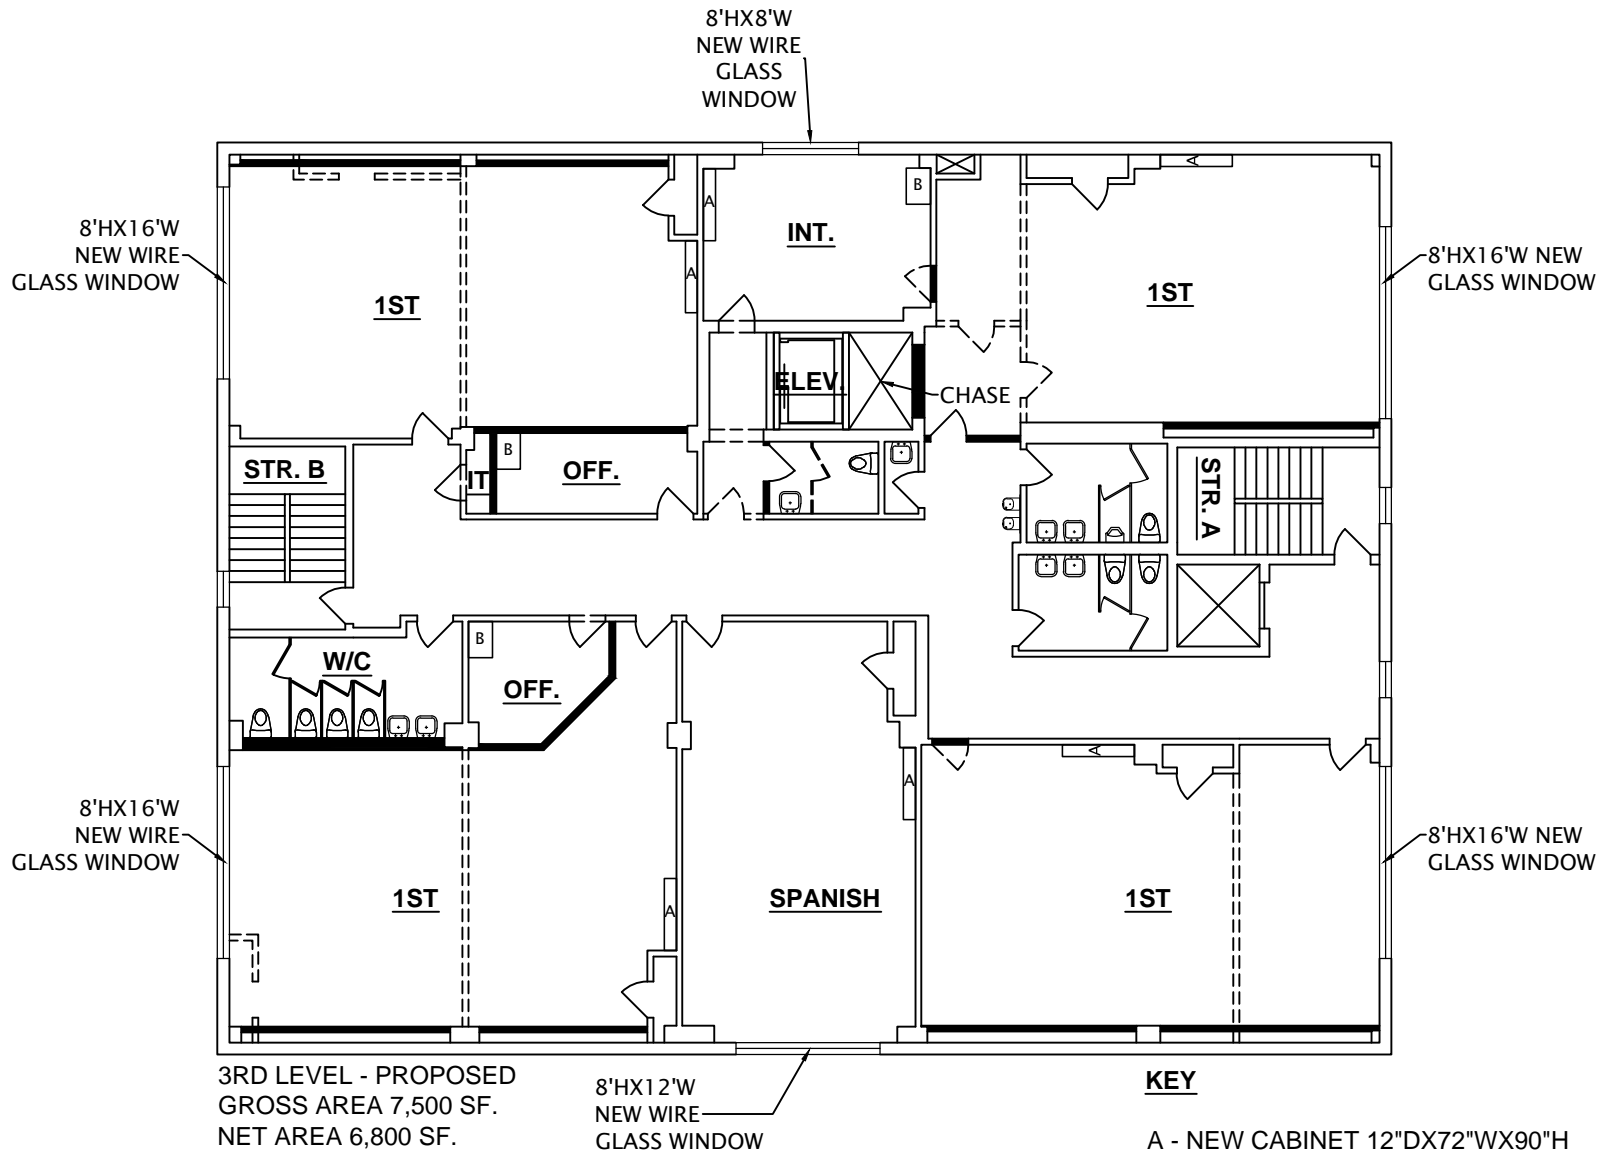 8'HX8'W
NEW WIRE
GLASS
WINDOW
8'HX16'W
NEW WIRE
GLASS WINDOW
1ST
A
A
INT.
B
A
1ST
8'HX16'W NEW
GLASS WINDOW
ELEV.
CHASE
STR. B
IT
B
OFF.
STR. A
W/C
B
OFF.
8'HX16'W
NEW WIRE
GLASS WINDOW
1ST
A
SPANISH
A
A
1ST
8'HX16'W NEW
GLASS WINDOW
3RD LEVEL - PROPOSED
GROSS AREA 7,500 SF.
NET AREA 6,800 SF.
8'HX12'W
NEW WIRE
GLASS WINDOW
KEY
A - NEW CABINET 12"DX72"WX90"H